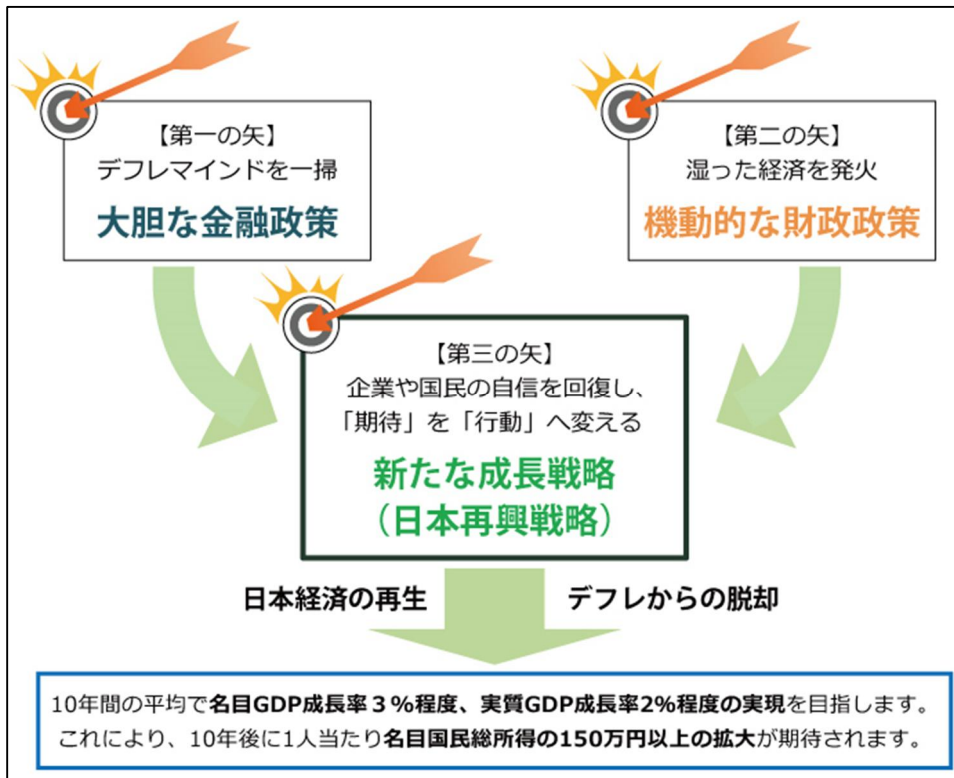 【第一の矢】
デフレマインドを一掃
大胆な金融政策
【第二の矢】
湿った経済を発火
機動的な財政政策
【第三の矢】
企業や国民の自信を回復し、
「期待」を「行動」へ変える
新たな成長戦略
（日本再興戦略）
日本経済の再生
デフレからの脱却
10年間の平均で名目GDP成長率３%程度、実質GDP成長率2%程度の実現を目指します。
これにより、10年後に1人当たり名目国民総所得の150万円以上の拡大が期待されます。